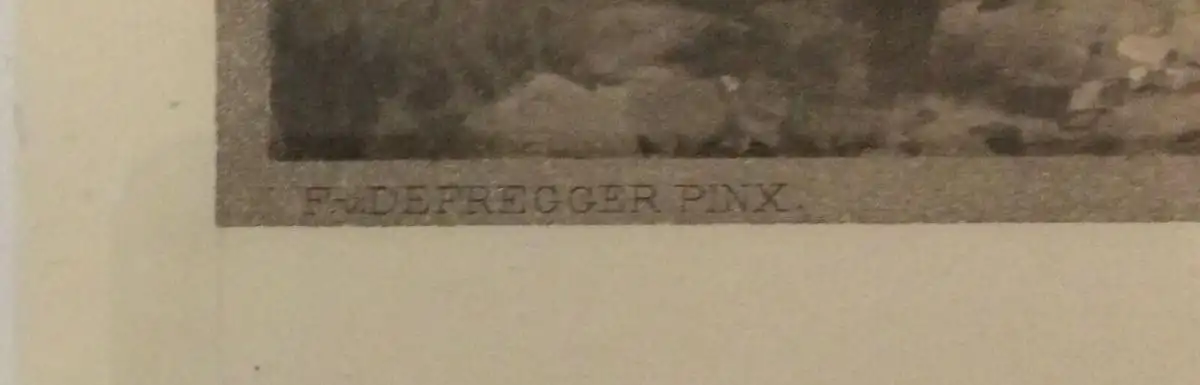 F. v. DEFREGGER PINX.